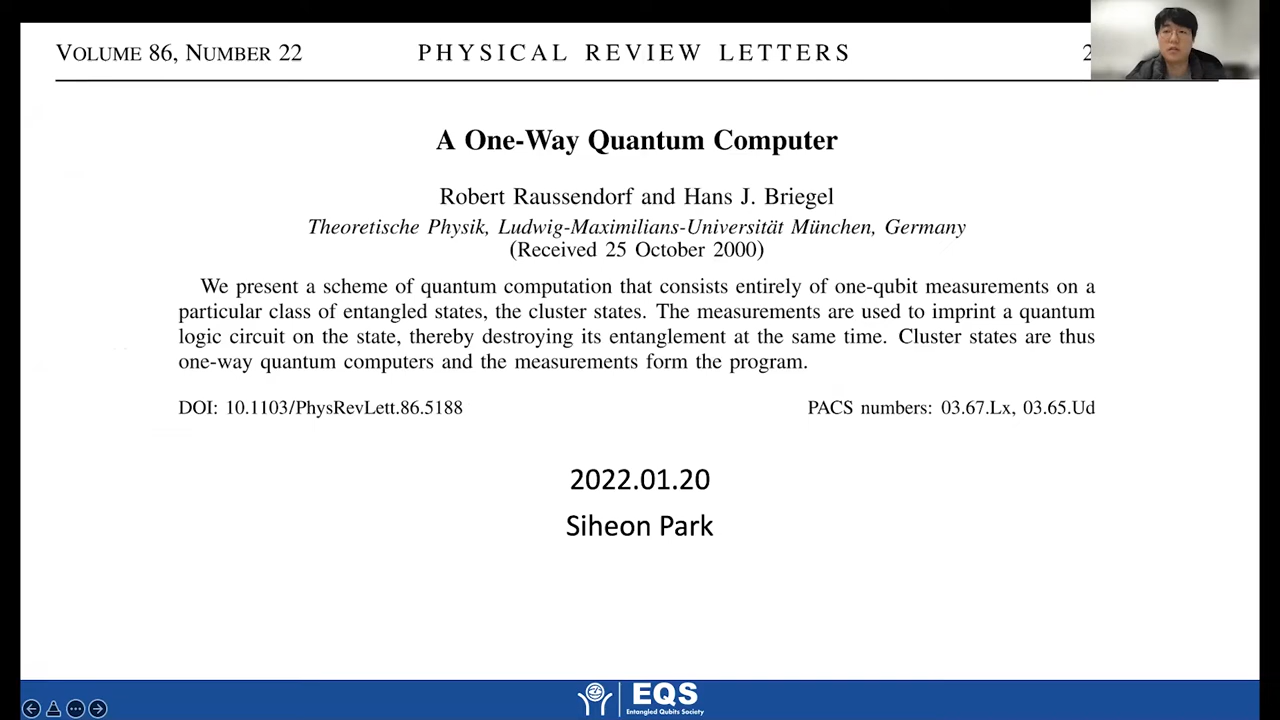 VOLUME 86, NUMBER 22 PHYSICAL REVIEW LETTERS 2
A One-Way Quantum Computer
Robert Raussendorf and Hans J. Briegel
Theoretische Physik, Ludwig-Maximilians-Universität München, Germany
(Received 25 October 2000)
We present a scheme of quantum computation that consists entirely of one-qubit measurements on a
particular class of entangled states, the cluster states. The measurements are used to imprint a quantum
logic circuit on the state, thereby destroying its entanglement at the same time. Cluster states are thus
one-way quantum computers and the measurements form the program.
DOI: 10.1103/PhysRevLett.86.5188 PACS numbers: 03.67.Lx, 03.65.Ud
2022.01.20
Siheon Park
EQS
Entangled Qubits Society